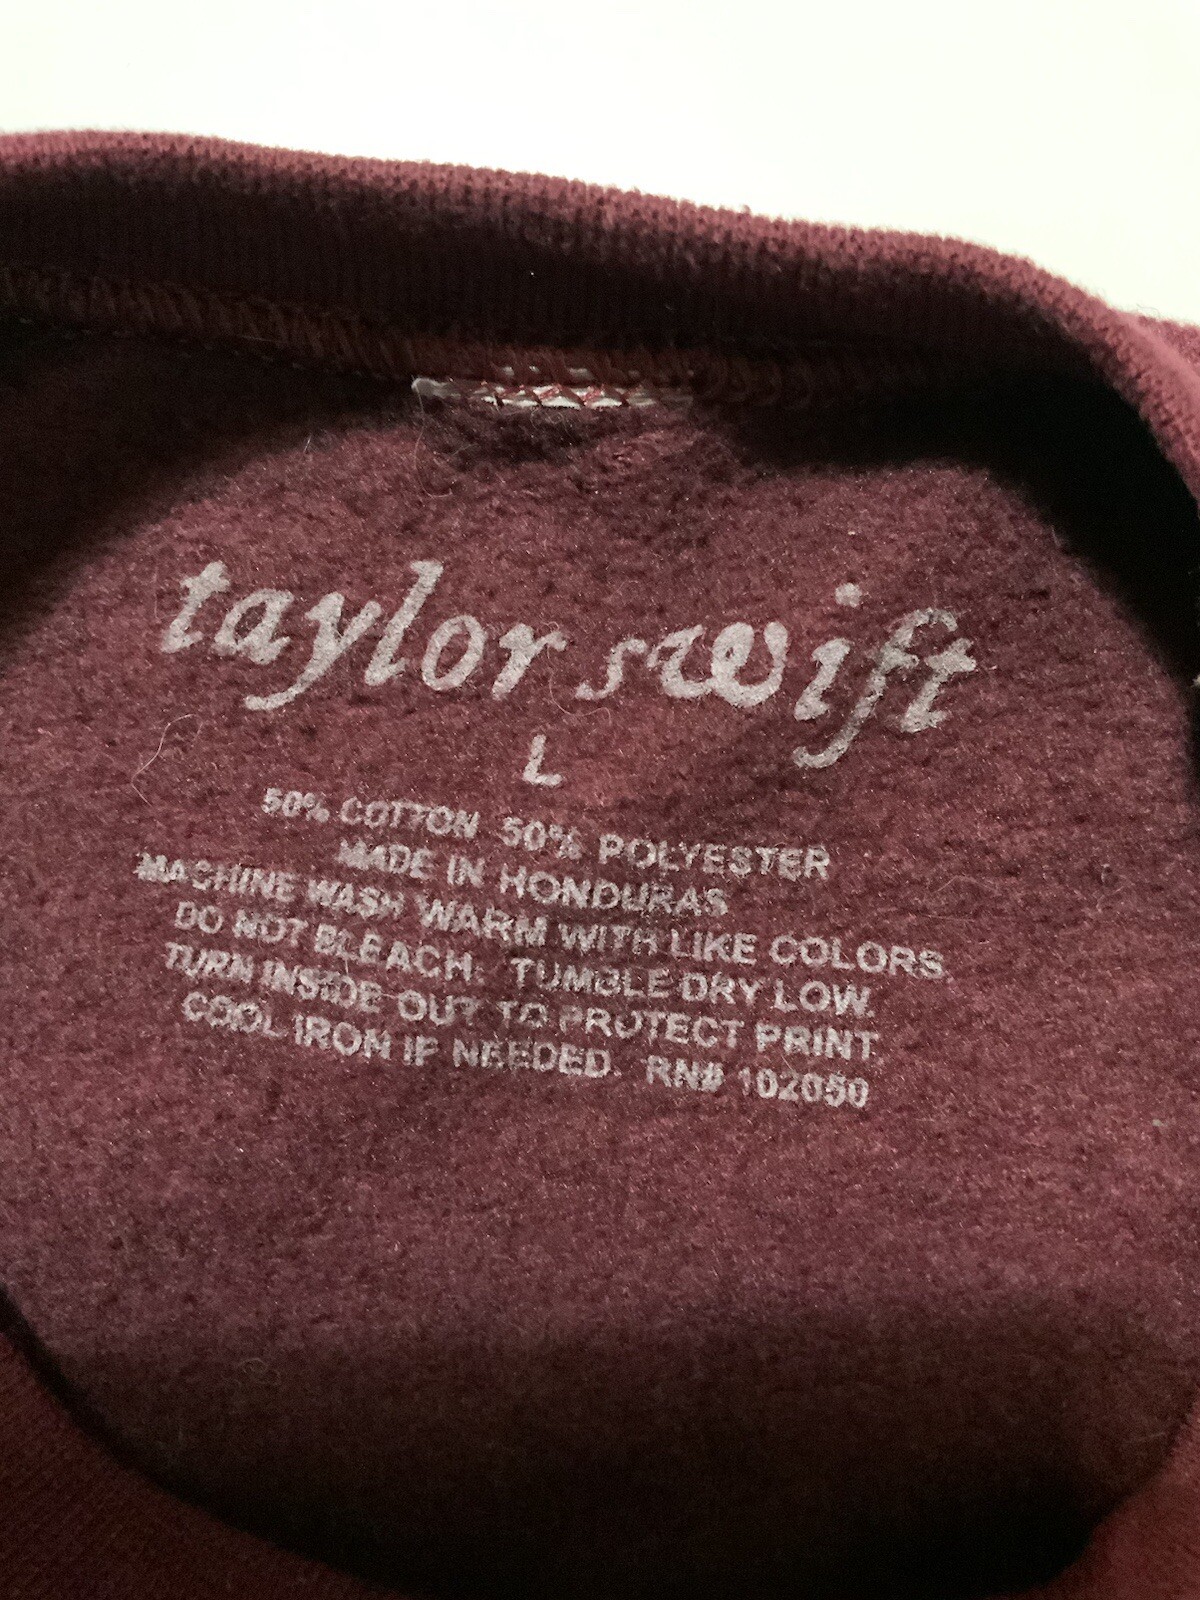 taylor swift
L
50% COTTON 50% POLYESTER
MADE IN HONDURAS
MACHINE WASH WARM WITH LIKE COLORS.
DO NOT BLEACH. TUMBLE DRY LOW.
TURN INSIDE OUT TO PROTECT PRINT
COOL IRON IF NEEDED. RN# 102050